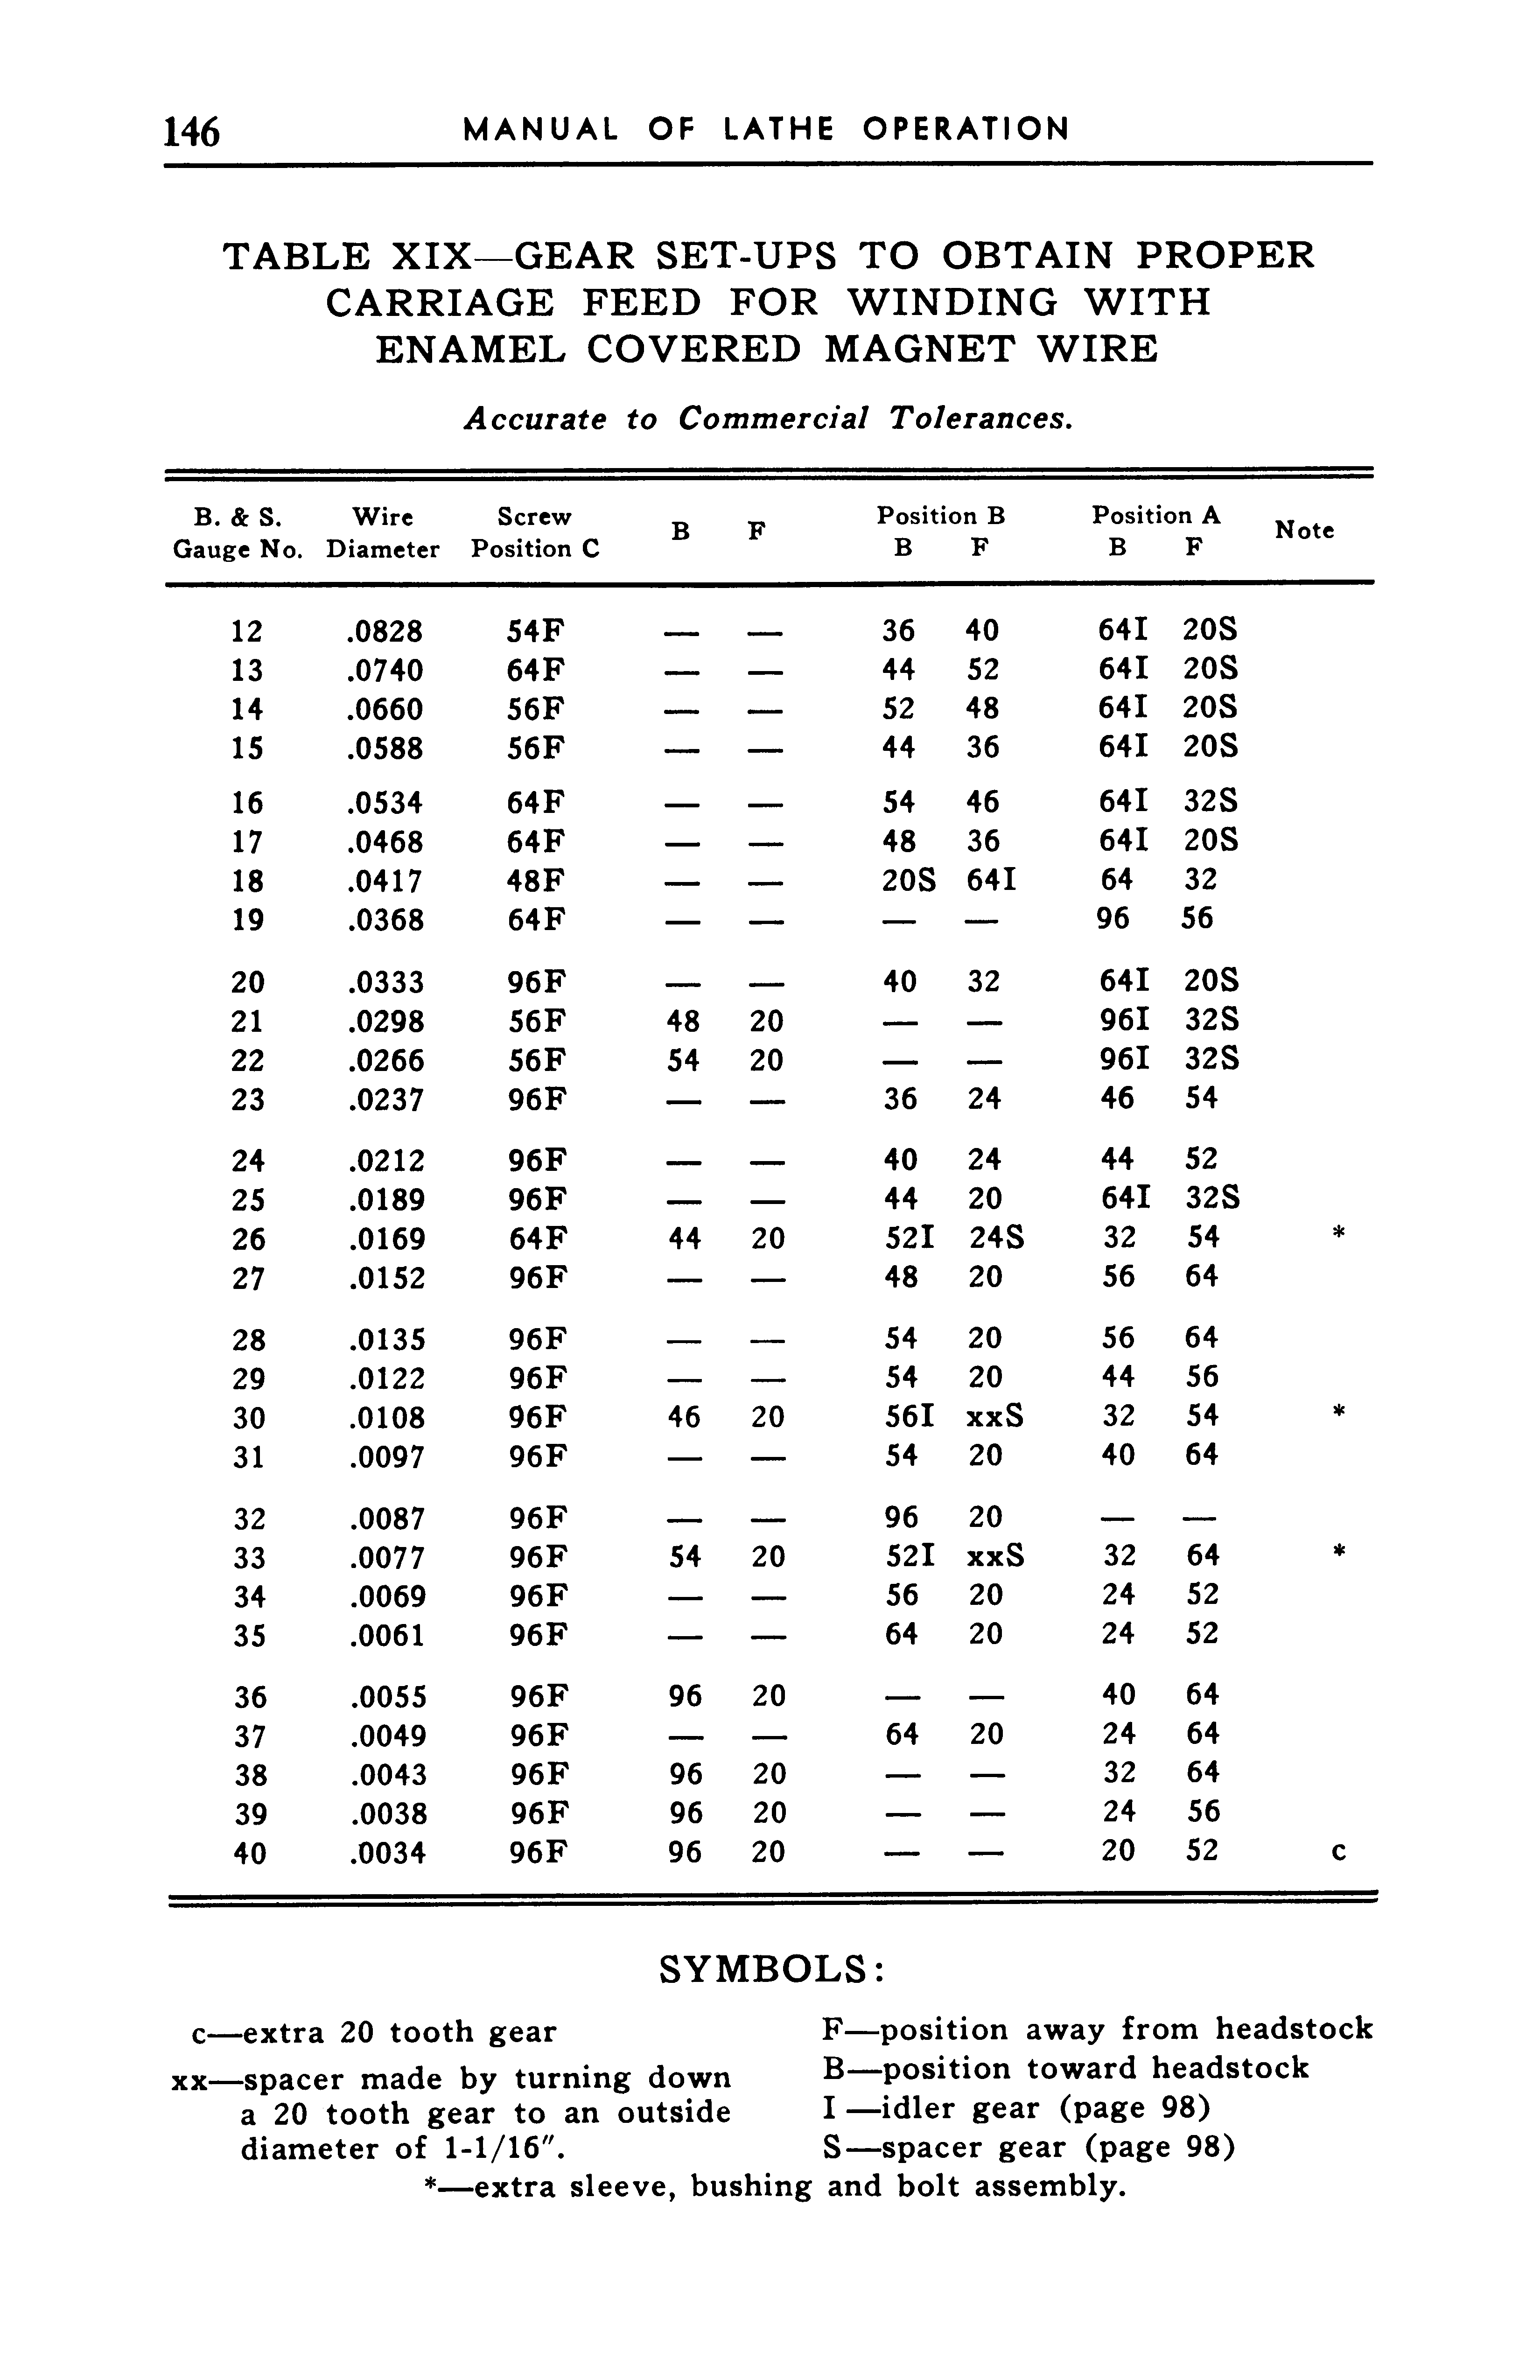 146 MANUAL OF LATHE OPERATION
TABLE XIX—GEAR SET-UPS TO OBTAIN PROPER
CARRIAGE FEED FOR WINDING WITH
ENAMEL COVERED MAGNET WIRE
Accurate to Commercial Tolerances.
B. & S. Wire Screw B F Position B Position A Note
Gauge No. Diameter Position C B F B F
12 .0828 54F — — 36 40 64I 20S
13 .0740 64F — — 44 52 64I 20S
14 .0660 56F — — 52 48 64I 20S
15 .0588 56F — — 44 36 64I 20S
16 .0534 64F — — 54 46 64I 32S
17 .0468 64F — — 48 36 64I 20S
18 .0417 48F — — 20S 64I 64 32
19 .0368 64F — — — — 96 56
20 .0333 96F — — 40 32 64I 20S
21 .0298 56F 48 20 — — 96I 32S
22 .0266 56F 54 20 — — 96I 32S
23 .0237 96F — — 36 24 46 54
24 .0212 96F — — 40 24 44 52
25 .0189 96F — — 44 20 64I 32S
26 .0169 64F 44 20 52I 24S 32 54 *
27 .0152 96F — — 48 20 56 64
28 .0135 96F — — 54 20 56 64
29 .0122 96F — — 54 20 44 56
30 .0108 96F 46 20 56I xxS 32 54 *
31 .0097 96F — — 54 20 40 64
32 .0087 96F — — 96 20 — —
33 .0077 96F 54 20 52I xxS 32 64 *
34 .0069 96F — — 56 20 24 52
35 .0061 96F — — 64 20 24 52
36 .0055 96F 96 20 — — 40 64
37 .0049 96F — — 64 20 24 64
38 .0043 96F 96 20 — — 32 64
39 .0038 96F 96 20 — — 24 56
40 .0034 96F 96 20 — — 20 52 c
SYMBOLS:
c—extra 20 tooth gear
xx—spacer made by turning down
a 20 tooth gear to an outside
diameter of 1-1/16".
F—position away from headstock
B—position toward headstock
I—idler gear (page 98)
S—spacer gear (page 98)
*—extra sleeve, bushing and bolt assembly.